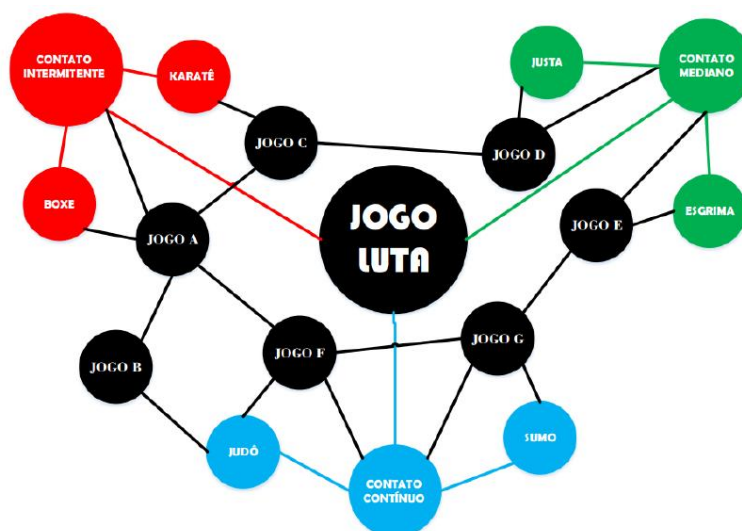 CONTATO
INTERMITENTE
KARATÊ
JUSTA
CONTATO
MEDIANO
JOGO C
JOGO D
BOXE
ESGRIMA
JOGO A
JOGO
LUTA
JOGO E
JOGO B
JOGO F
JOGO G
JUDÔ
SUMO
CONTATO
CONTÍNUO